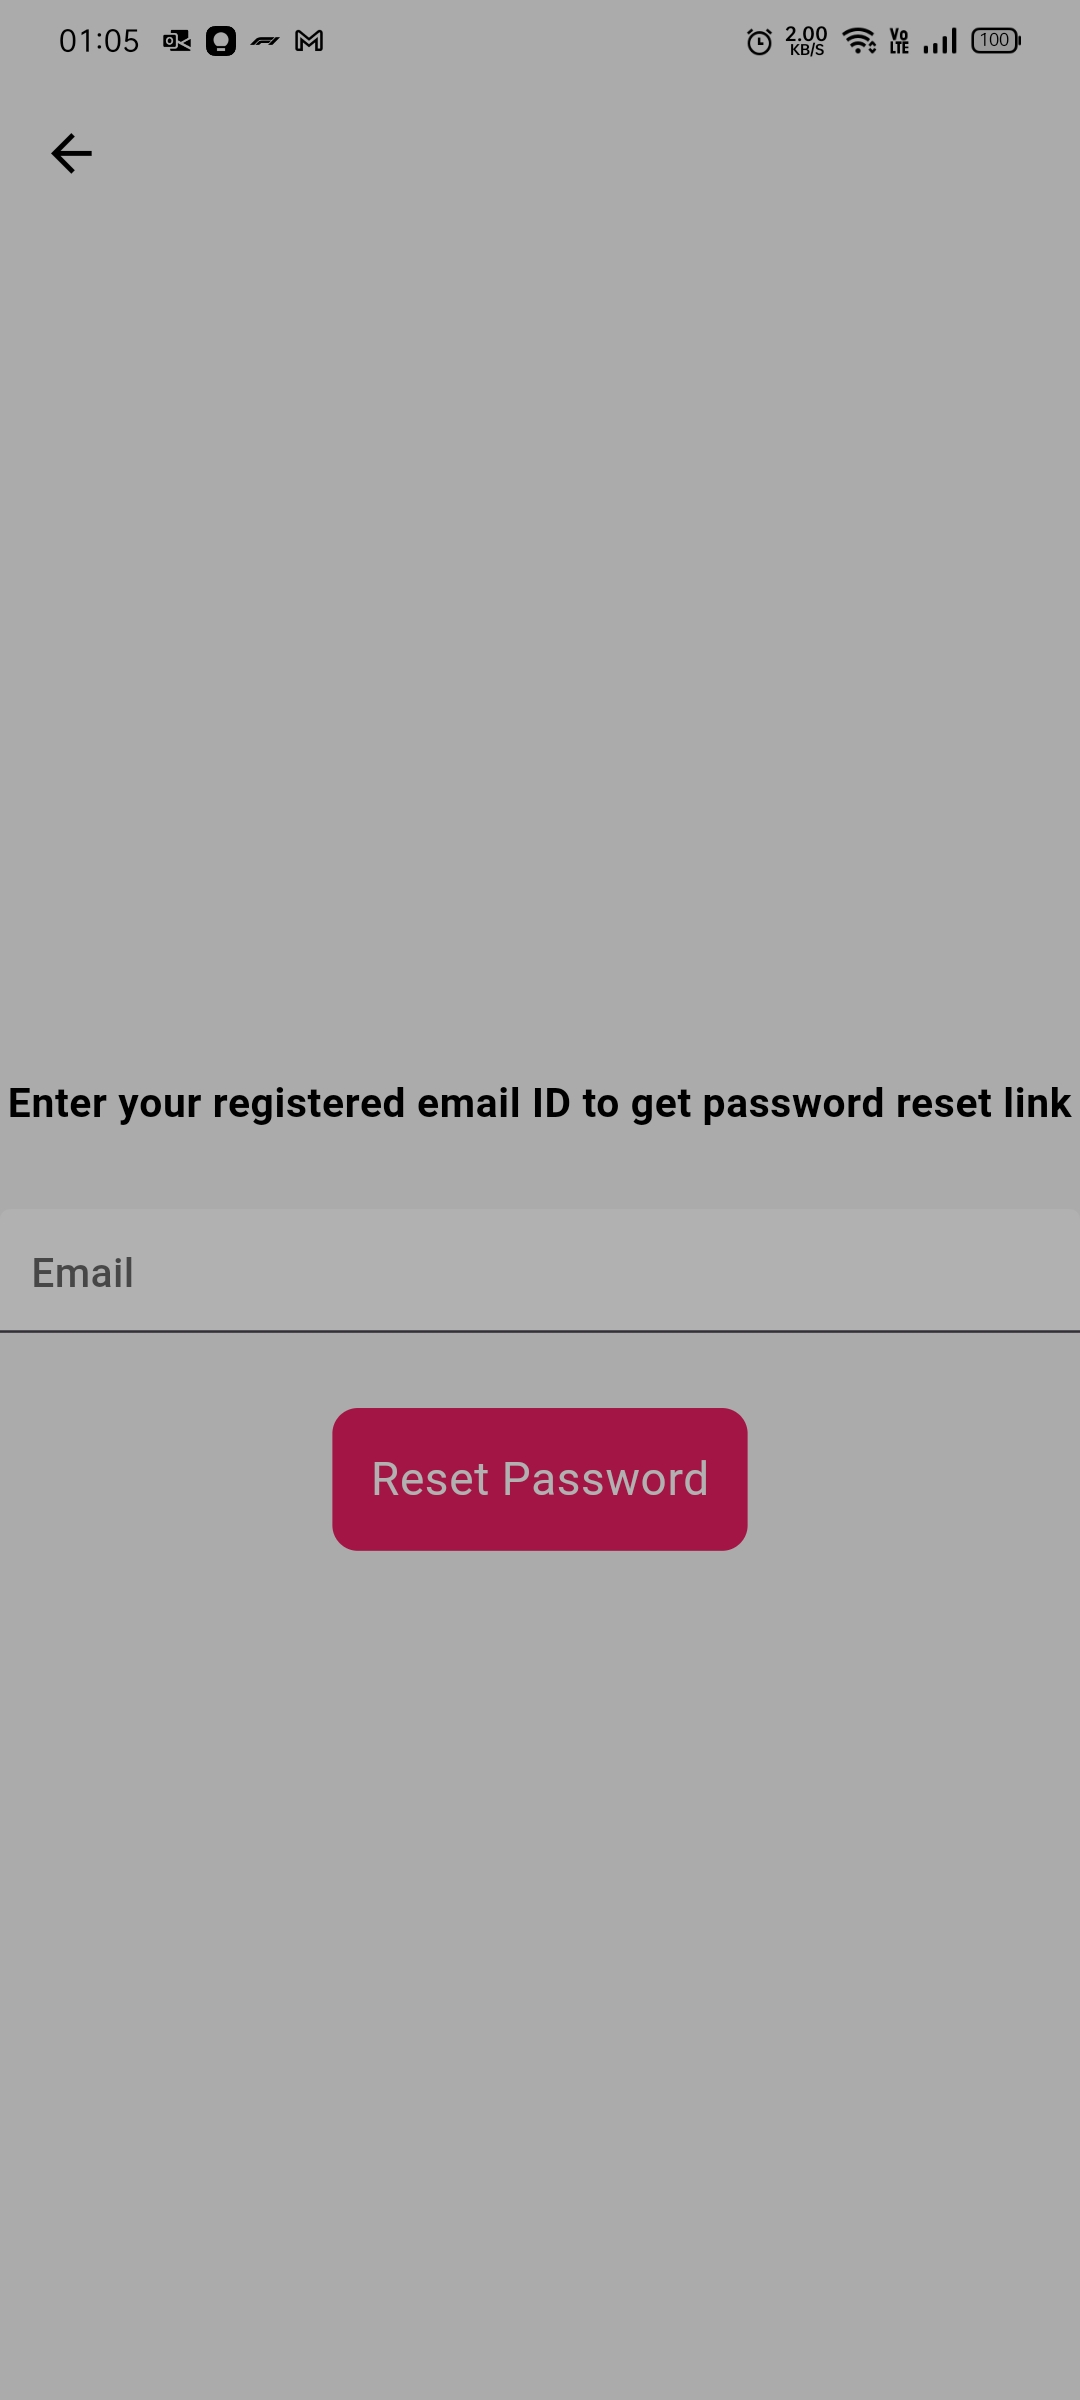 01:05 2.00 KB/S Vo LTE 100
Enter your registered email ID to get password reset link
Email
Reset Password